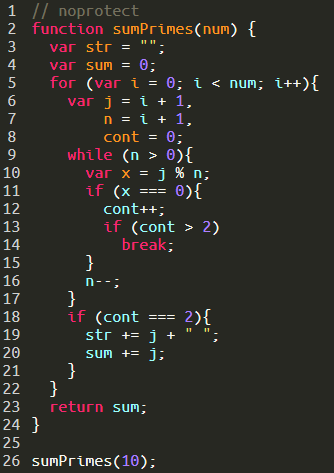 1 // noprotect
2 function sumPrimes(num) {
3   var str = "";
4   var sum = 0;
5   for (var i = 0; i < num; i++){
6     var j = i + 1,
7         n = i + 1,
8         cont = 0;
9     while (n > 0){
10       var x = j % n;
11       if (x === 0){
12         cont++;
13         if (cont > 2)
14           break;
15       }
16       n--;
17     }
18     if (cont === 2){
19       str += j + " ";
20       sum += j;
21     }
22   }
23   return sum;
24 }
25
26 sumPrimes(10);